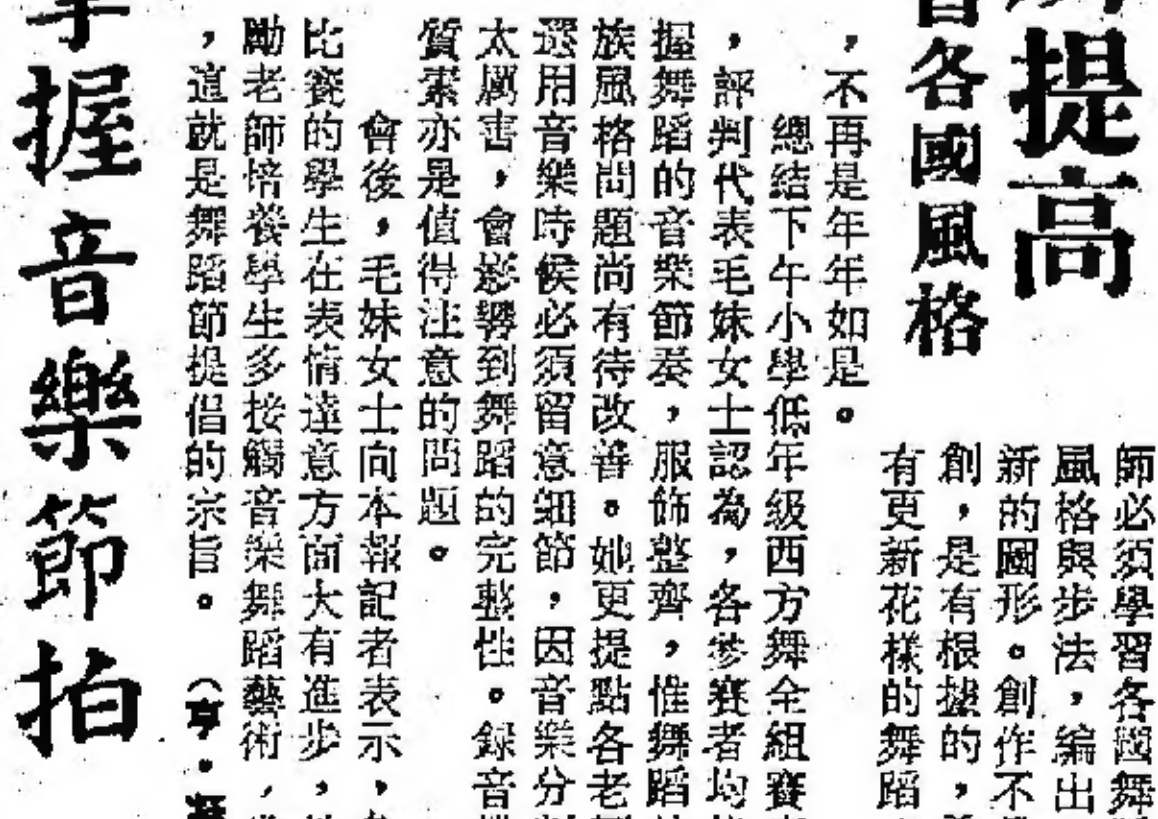 提高
各國風格
師必須學習各國舞
風格與步法，編出
新的圖形。創作不
創，是有根據的，
有更新花樣的舞蹈
，不再是年年如是。
總結下午小學低年級西方舞全組賽
，評判代表毛妹女士認為，各參賽者均
握舞蹈的音樂節奏，服飾整齊，惟舞蹈
族風格問題尚有待改善。她更提點各老
選用音樂時候必須留意細節，因音樂分
太厲害，會影響到舞蹈的完整性。錄音
質素亦是值得注意的問題。
會後，毛妹女士向本報記者表示，
比賽的學生在表情達意方面大有進步，
勵老師培養學生多接觸音樂舞蹈藝術，
，這就是舞蹈節提倡的宗旨。（亨・凝
掌握音樂節拍